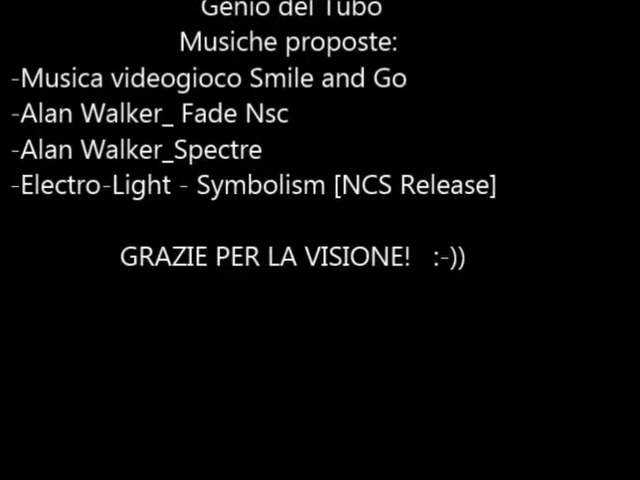 Genio del Tubo
Musiche proposte:
-Musica videogioco Smile and Go
-Alan Walker_ Fade Nsc
-Alan Walker_Spectre
-Electro-Light - Symbolism [NCS Release]
GRAZIE PER LA VISIONE! :-))